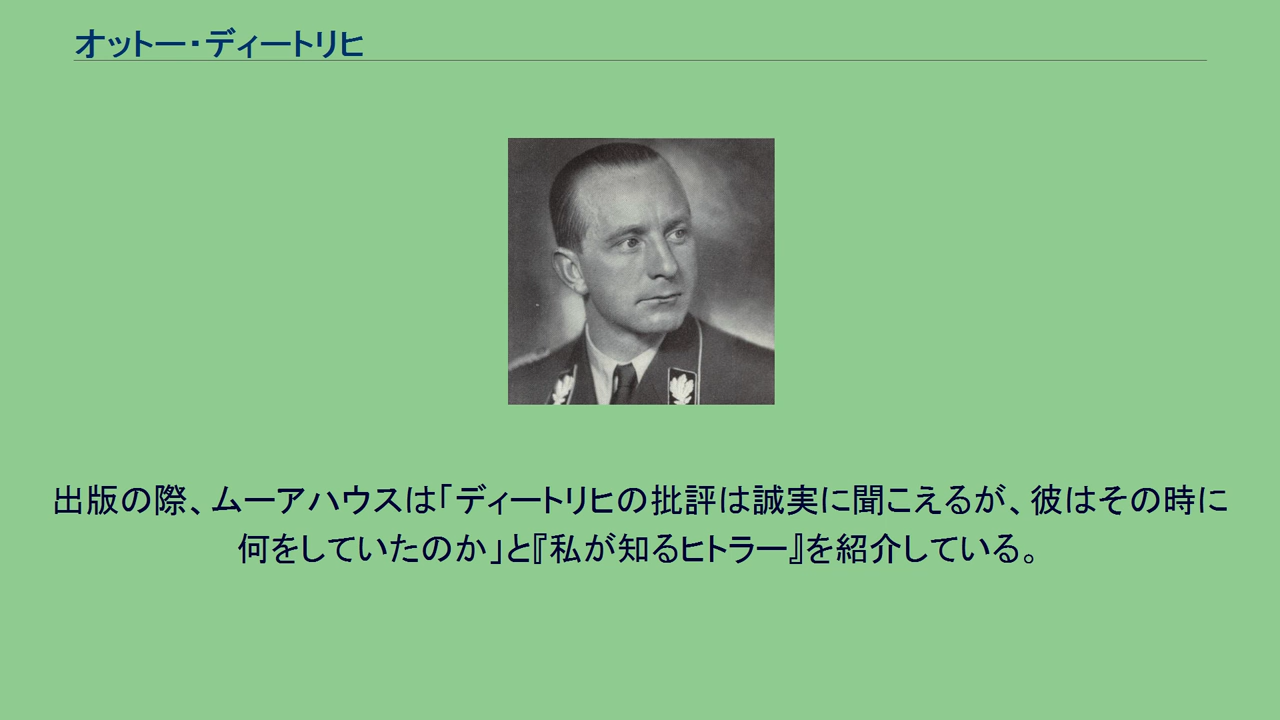 オットー・ディートリヒ
出版の際、ムーアハウスは「ディートリヒの批評は誠実に聞こえるが、彼はその時に
何をしていたのか」と『私が知るヒトラー』を紹介している。